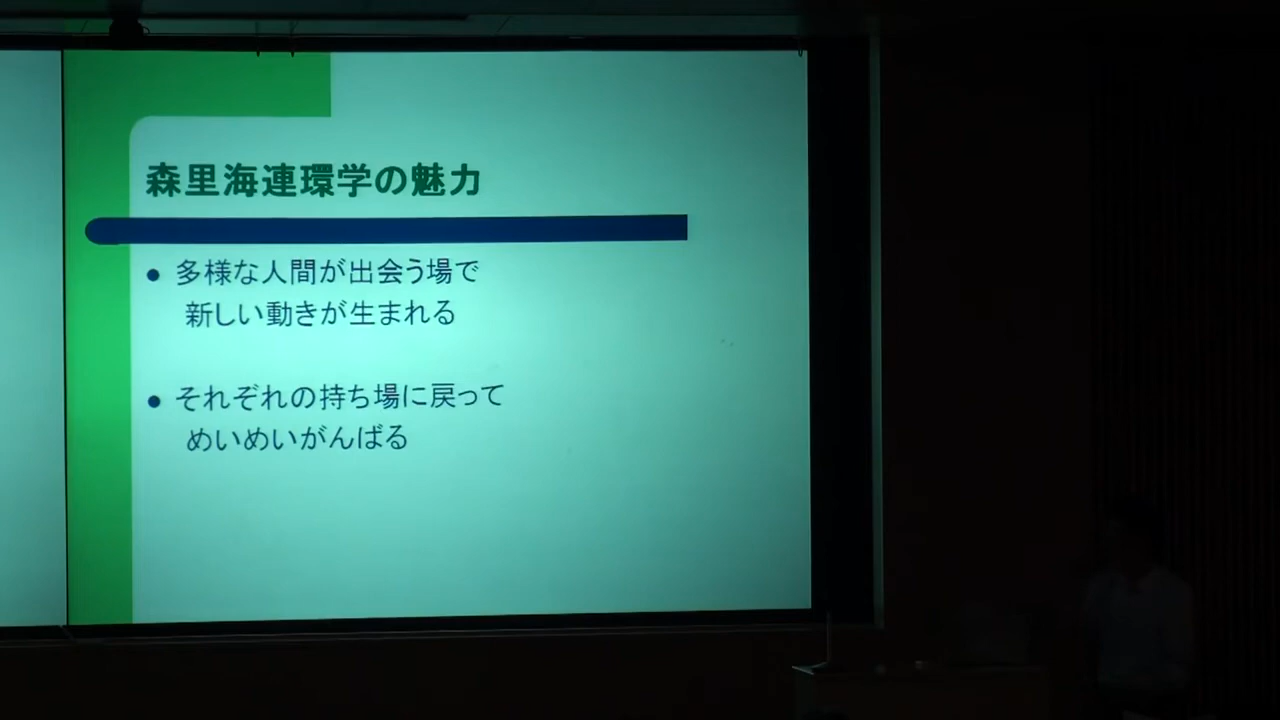 森里海連環学の魅力
● 多様な人間が出会う場で
新しい動きが生まれる
● それぞれの持ち場に戻って
めいめいがんばる